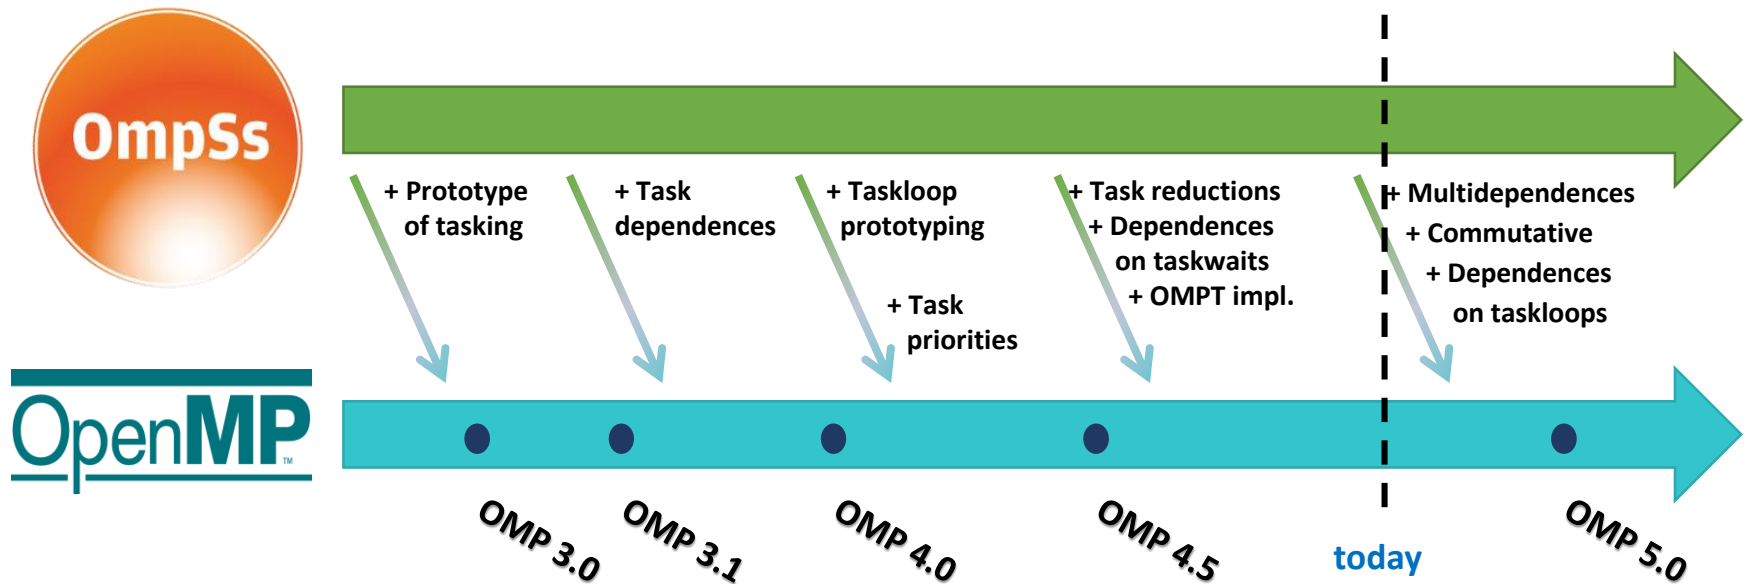 OmpSs
+ Prototype
of tasking
+ Task
dependences
+ Taskloop
prototyping
+ Task
priorities
+ Task reductions
+ Dependences
on taskwaits
+ OMPT impl.
+ Multidependences
+ Commutative
+ Dependences
on taskloops
OpenMP™
OMP 3.0
OMP 3.1
OMP 4.0
OMP 4.5
today
OMP 5.0